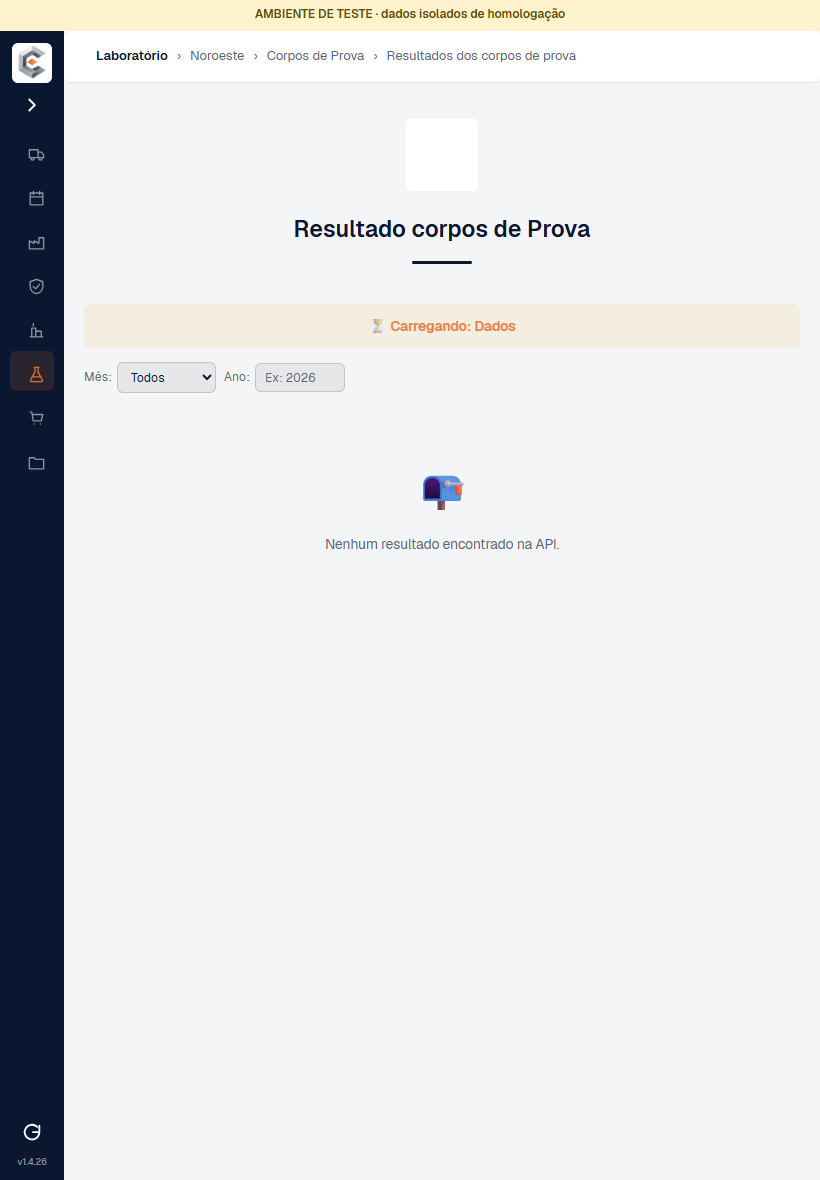 AMBIENTE DE TESTE · dados isolados de homologação
Laboratório › Noroeste › Corpos de Prova › Resultados dos corpos de prova
Resultado corpos de Prova
⏳ Carregando: Dados
Mês: Todos Ano: Ex: 2026
Nenhum resultado encontrado na API.
v1.4.26